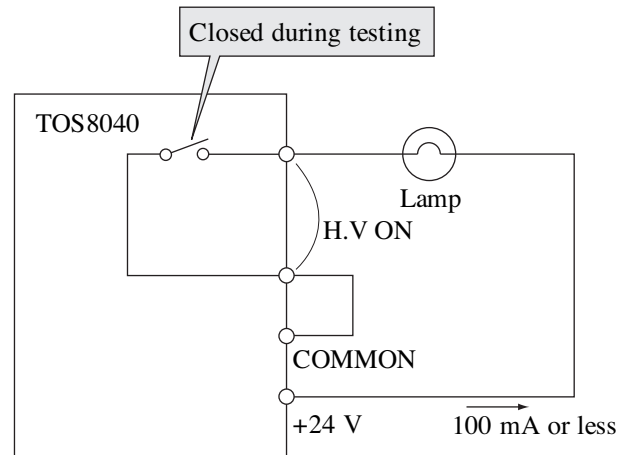 Closed during testing
TOS8040
Lamp
H.V ON
COMMON
+24 V
100 mA or less